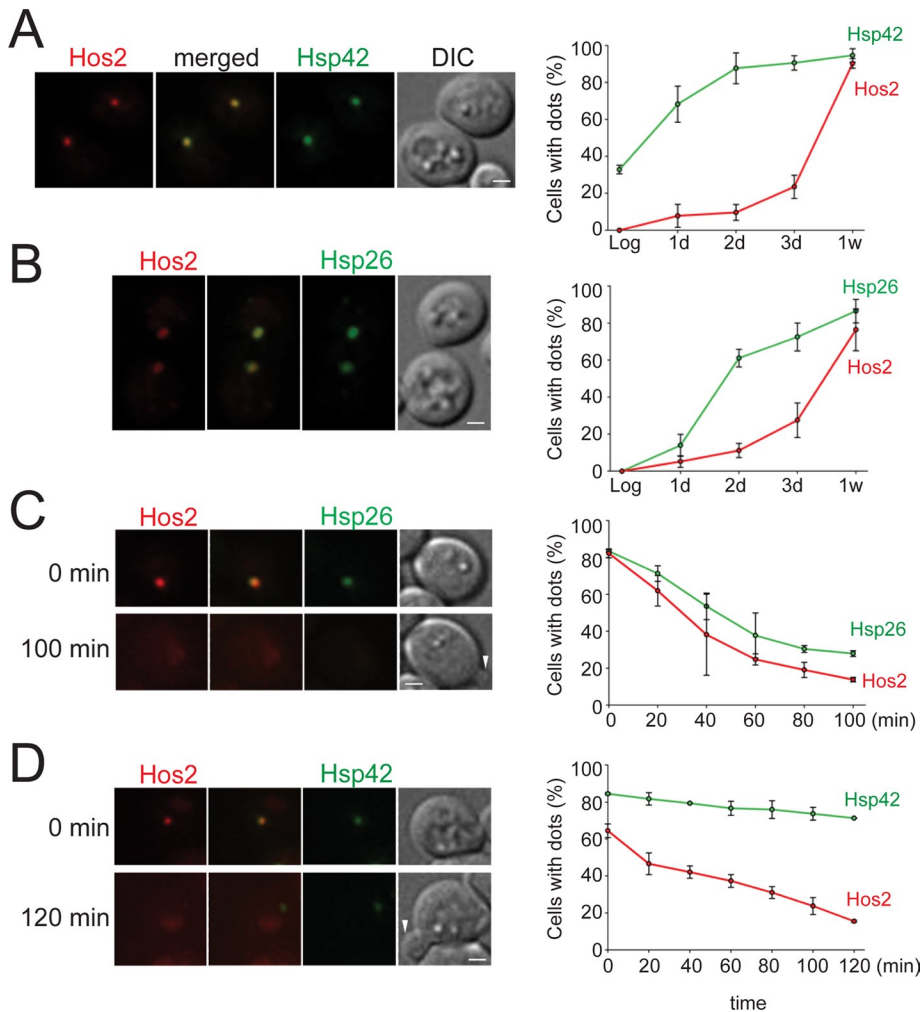 A
Hos2 merged Hsp42 DIC
Cells with dots (%)
100
80
60
40
20
0
Log 1d 2d 3d 1w
Hsp42
Hos2
B
Hos2 Hsp26
Cells with dots (%)
100
80
60
40
20
0
Log 1d 2d 3d 1w
Hsp26
Hos2
C
Hos2 Hsp26
0 min
100 min
Cells with dots (%)
100
80
60
40
20
0
0 20 40 60 80 100 (min)
Hsp26
Hos2
D
Hos2 Hsp42
0 min
120 min
Cells with dots (%)
100
80
60
40
20
0
0 20 40 60 80 100 120 (min)
Hsp42
Hos2
time